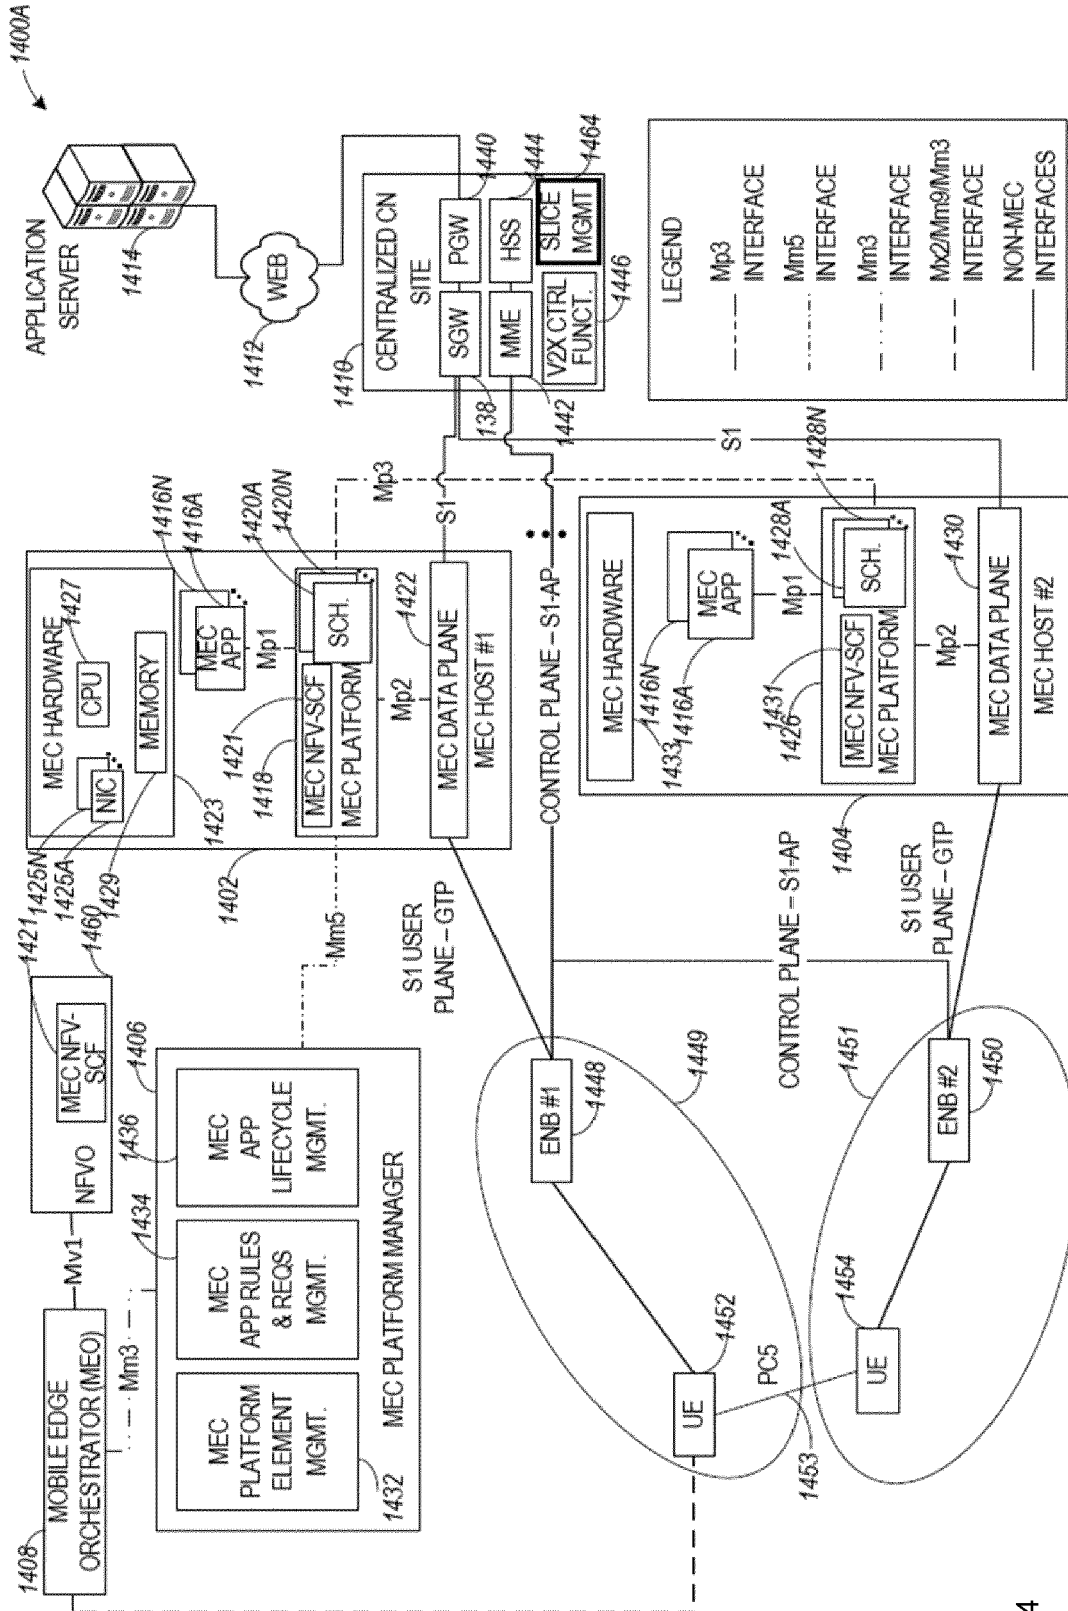 1400A
APPLICATION
SERVER
1414
WEB
1412
1410
CENTRALIZED CN
SITE
SGW
PGW
1440
MME
HSS
1444
138
1442
V2X CTRL
FUNCT.
1446
SLICE
MGMT
1464
LEGEND
Mp3
INTERFACE
Mm5
INTERFACE
Mm3
INTERFACE
Mx2/Mm9/Mm3
INTERFACE
NON-MEC
INTERFACES
MEC HARDWARE
CPU
1427
NIC
MEMORY
1425N
1425A
1429
1423
1402
MEC
APP
1416N
1416A
Mp1
1421
1418
MEC NFV-SCF
MEC PLATFORM
SCH.
1420A
1420N
Mp3
Mp2
MEC DATA PLANE
1422
MEC HOST #1
S1
CONTROL PLANE – S1-AP
MEC HARDWARE
1433
MEC
APP
1416N
1416A
Mp1
1431
1426
MEC NFV-SCF
MEC PLATFORM
SCH.
1428A
1428N
Mp2
S1
MEC DATA PLANE
1430
MEC HOST #2
1404
MOBILE EDGE
ORCHESTRATOR (MEO)
1408
Mv1
NFVO
MEC NFV-
SCF
1421
1460
Mm3
Mm5
1406
MEC
PLATFORM
ELEMENT
MGMT.
1432
MEC
APP RULES
& REQS
MGMT.
1434
MEC
APP
LIFECYCLE
MGMT.
1436
MEC PLATFORM MANAGER
S1 USER
PLANE – GTP
ENB #1
1448
1449
CONTROL PLANE – S1-AP
S1 USER
PLANE – GTP
1451
ENB #2
1450
UE
1452
PC5
1453
UE
1454
4